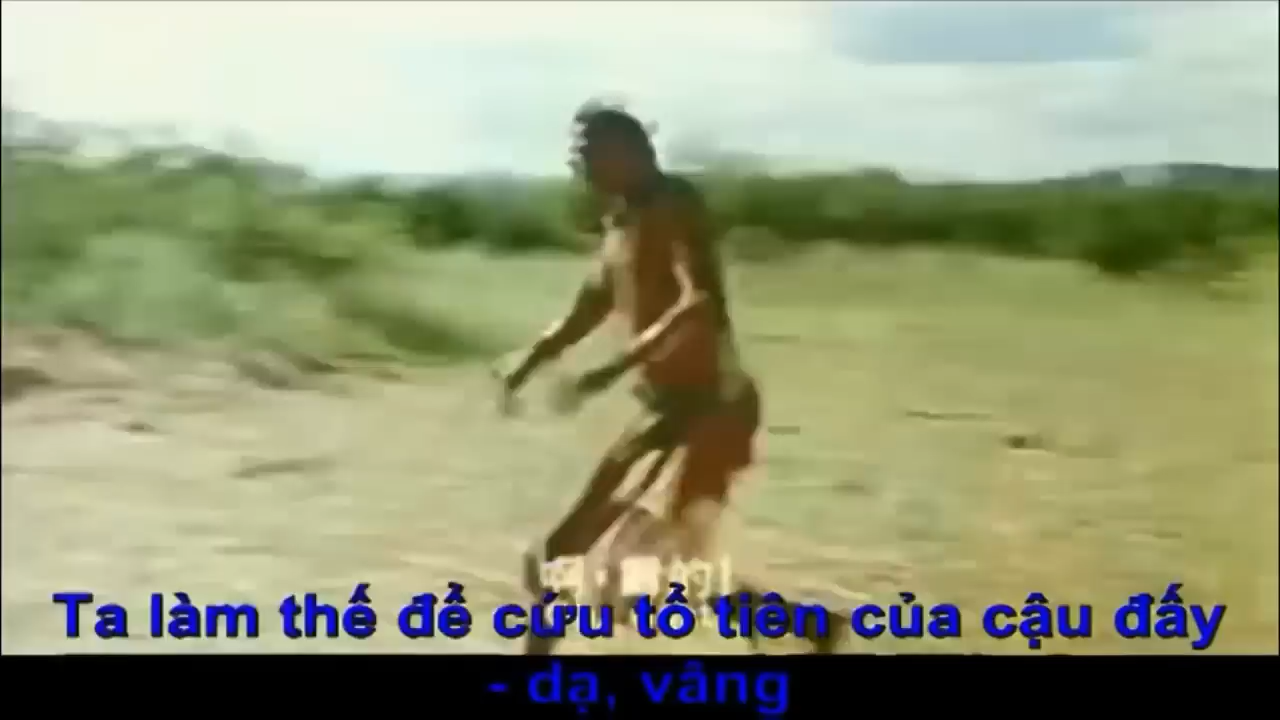 Ta làm thế để cứu tổ tiên của cậu đấy
- dạ, vâng